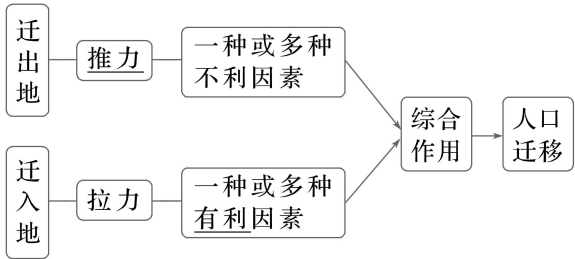 迁出地
推力
一种或多种
不利因素
迁入地
拉力
一种或多种
有利因素
综合
作用
人口
迁移